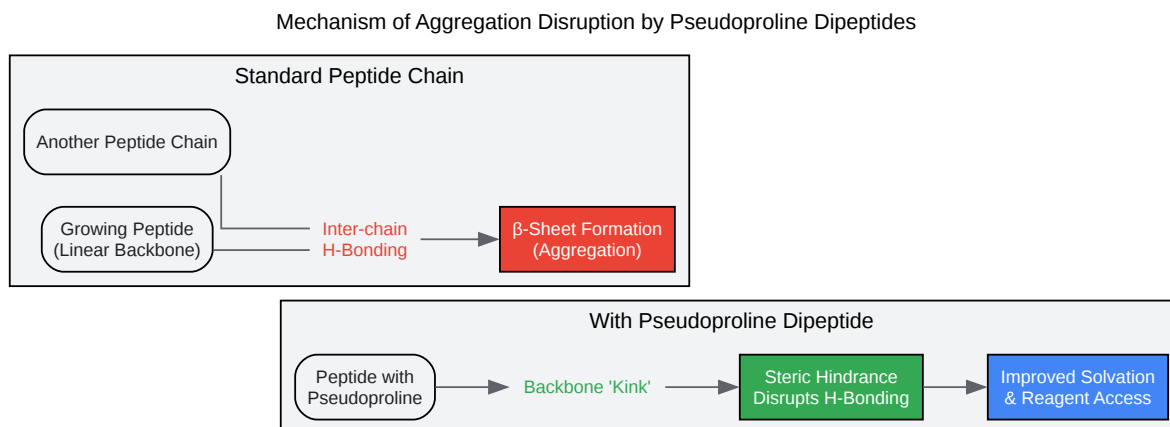 Mechanism of Aggregation Disruption by Pseudoproline Dipeptides
Standard Peptide Chain
Another Peptide Chain
Growing Peptide
(Linear Backbone)
Inter-chain
H-Bonding
β-Sheet Formation
(Aggregation)
With Pseudoproline Dipeptide
Peptide with
Pseudoproline
Backbone 'Kink'
Steric Hindrance
Disrupts H-Bonding
Improved Solvation
& Reagent Access